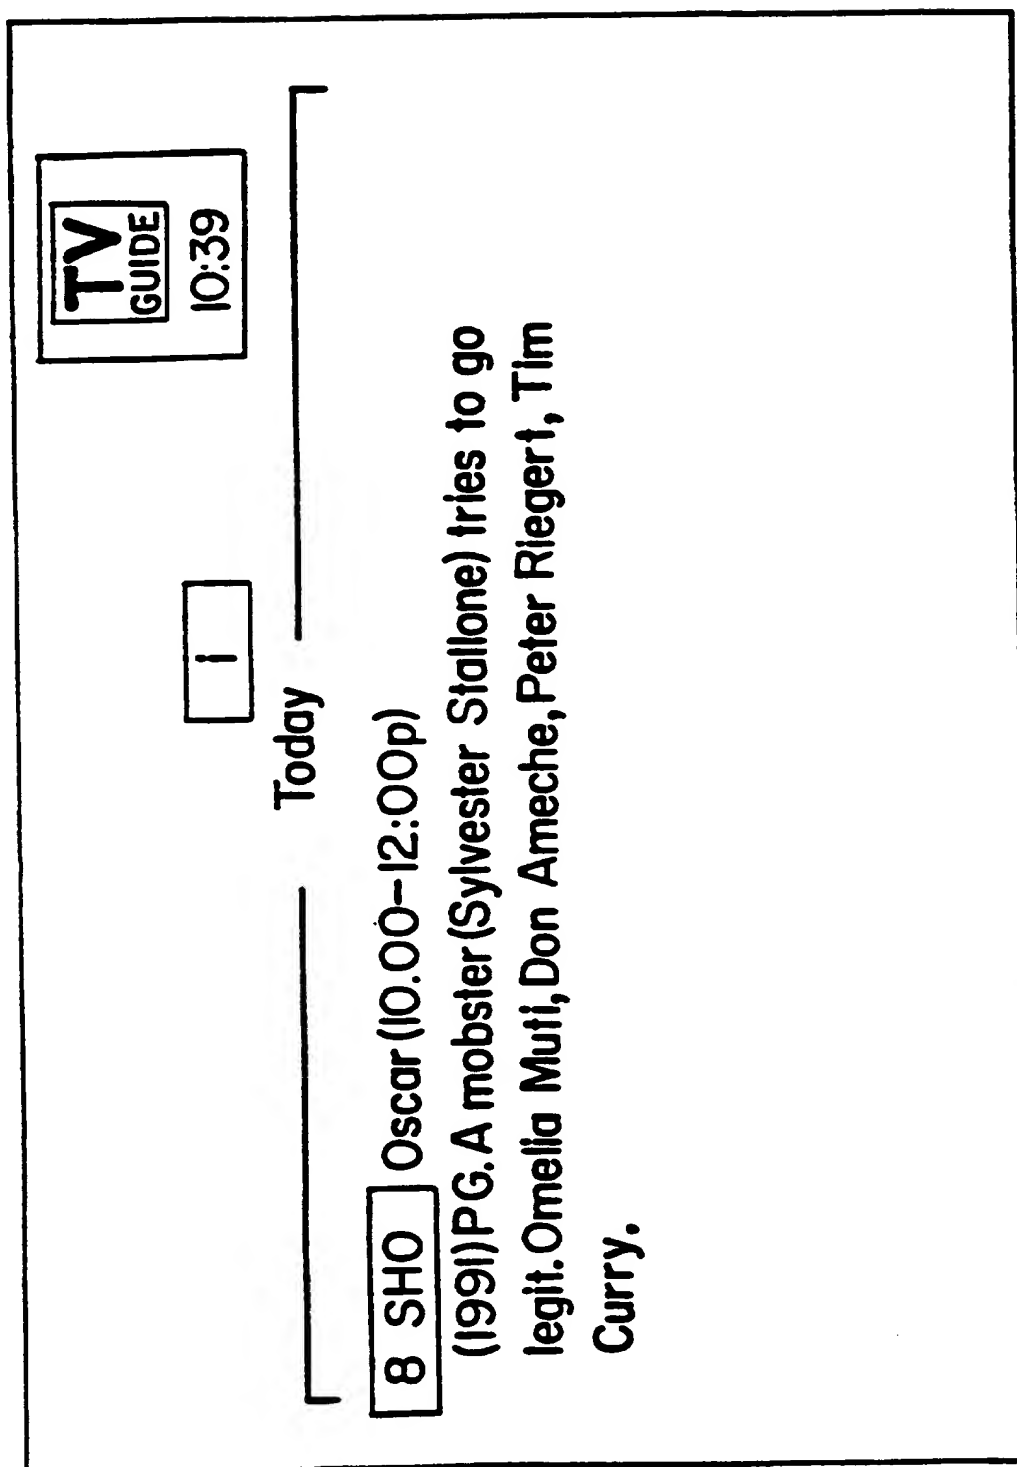 TV
GUIDE
10:39
i
Today
8 SHO Oscar (10.00-12:00p)
(1991) PG. A mobster (Sylvester Stallone) tries to go
legit. Omelia Muti, Don Ameche, Peter Riegert, Tim
Curry.